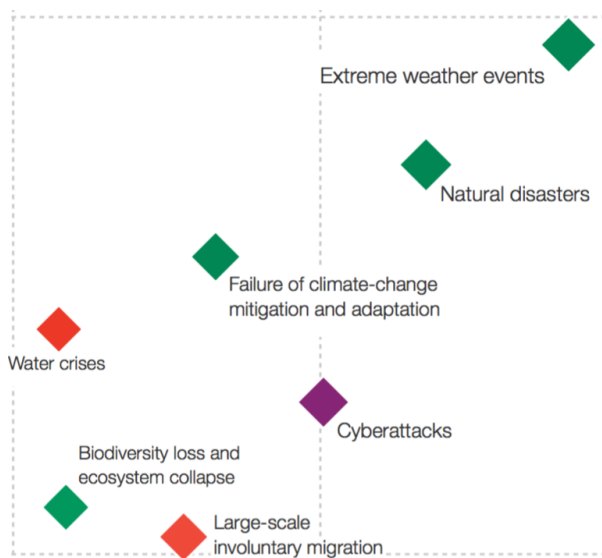 Extreme weather events
Natural disasters
Failure of climate-change
mitigation and adaptation
Water crises
Cyberattacks
Biodiversity loss and
ecosystem collapse
Large-scale
involuntary migration